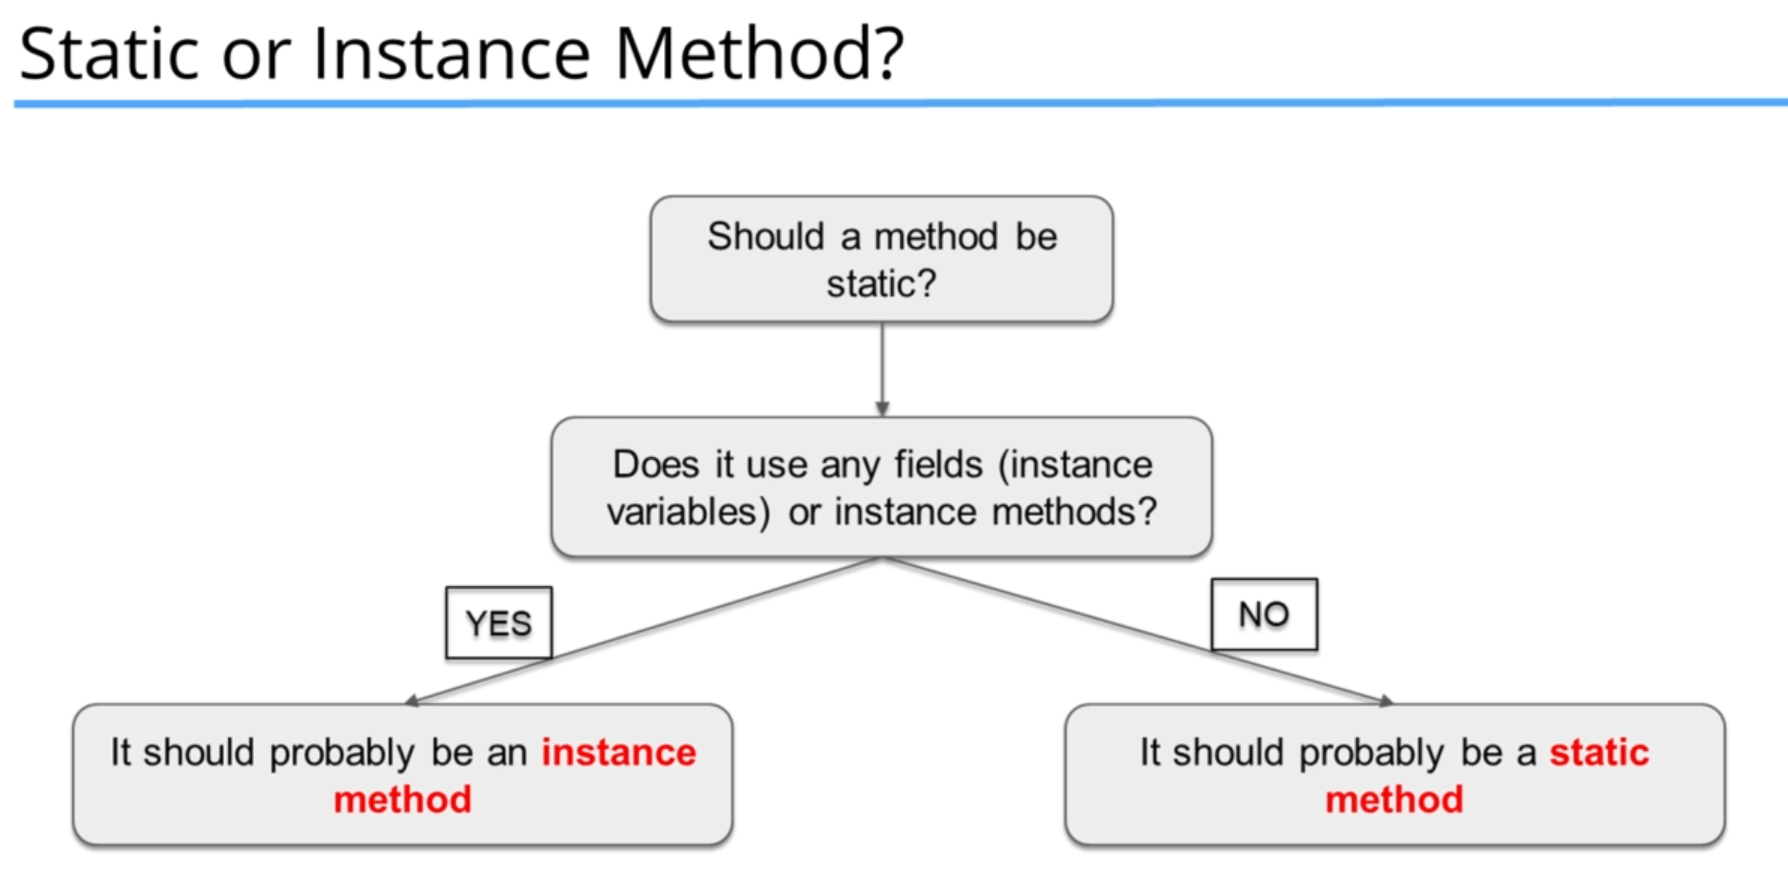 Static or Instance Method?
Should a method be
static?
Does it use any fields (instance
variables) or instance methods?
YES
NO
It should probably be an instance
method
It should probably be a static
method